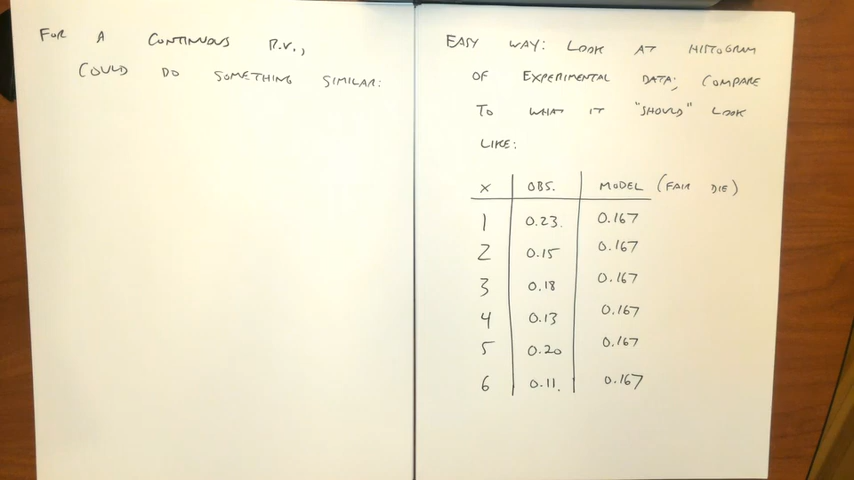 FOR A CONTINUOUS R.V.,
COULD DO SOMETHING SIMILAR:
EASY WAY: LOOK AT HISTOGRAM
OF EXPERIMENTAL DATA; COMPARE
TO WHAT IT "SHOULD" LOOK
LIKE:
X OBS. MODEL (FAIR DIE)
1 0.23 0.167
2 0.15 0.167
3 0.18 0.167
4 0.13 0.167
5 0.20 0.167
6 0.11 0.167